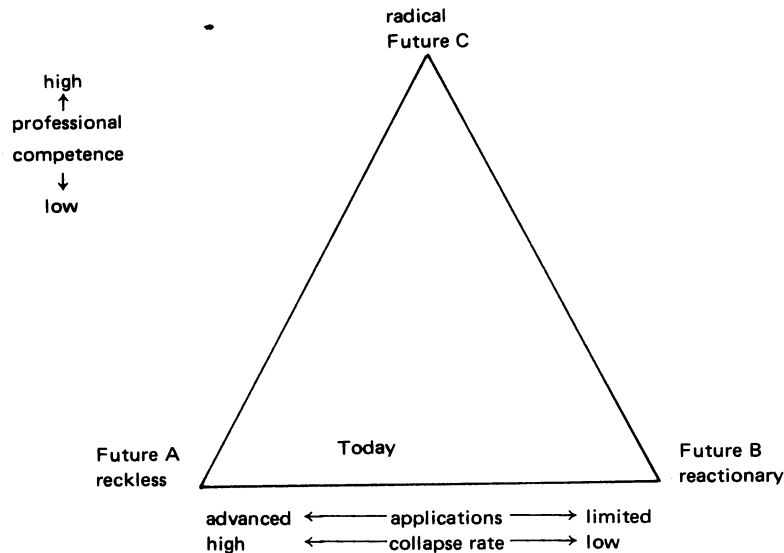 radical
Future C
high
↑
professional
competence
↓
low
Today
Future A
reckless
Future B
reactionary
advanced ← applications → limited
high ← collapse rate → low